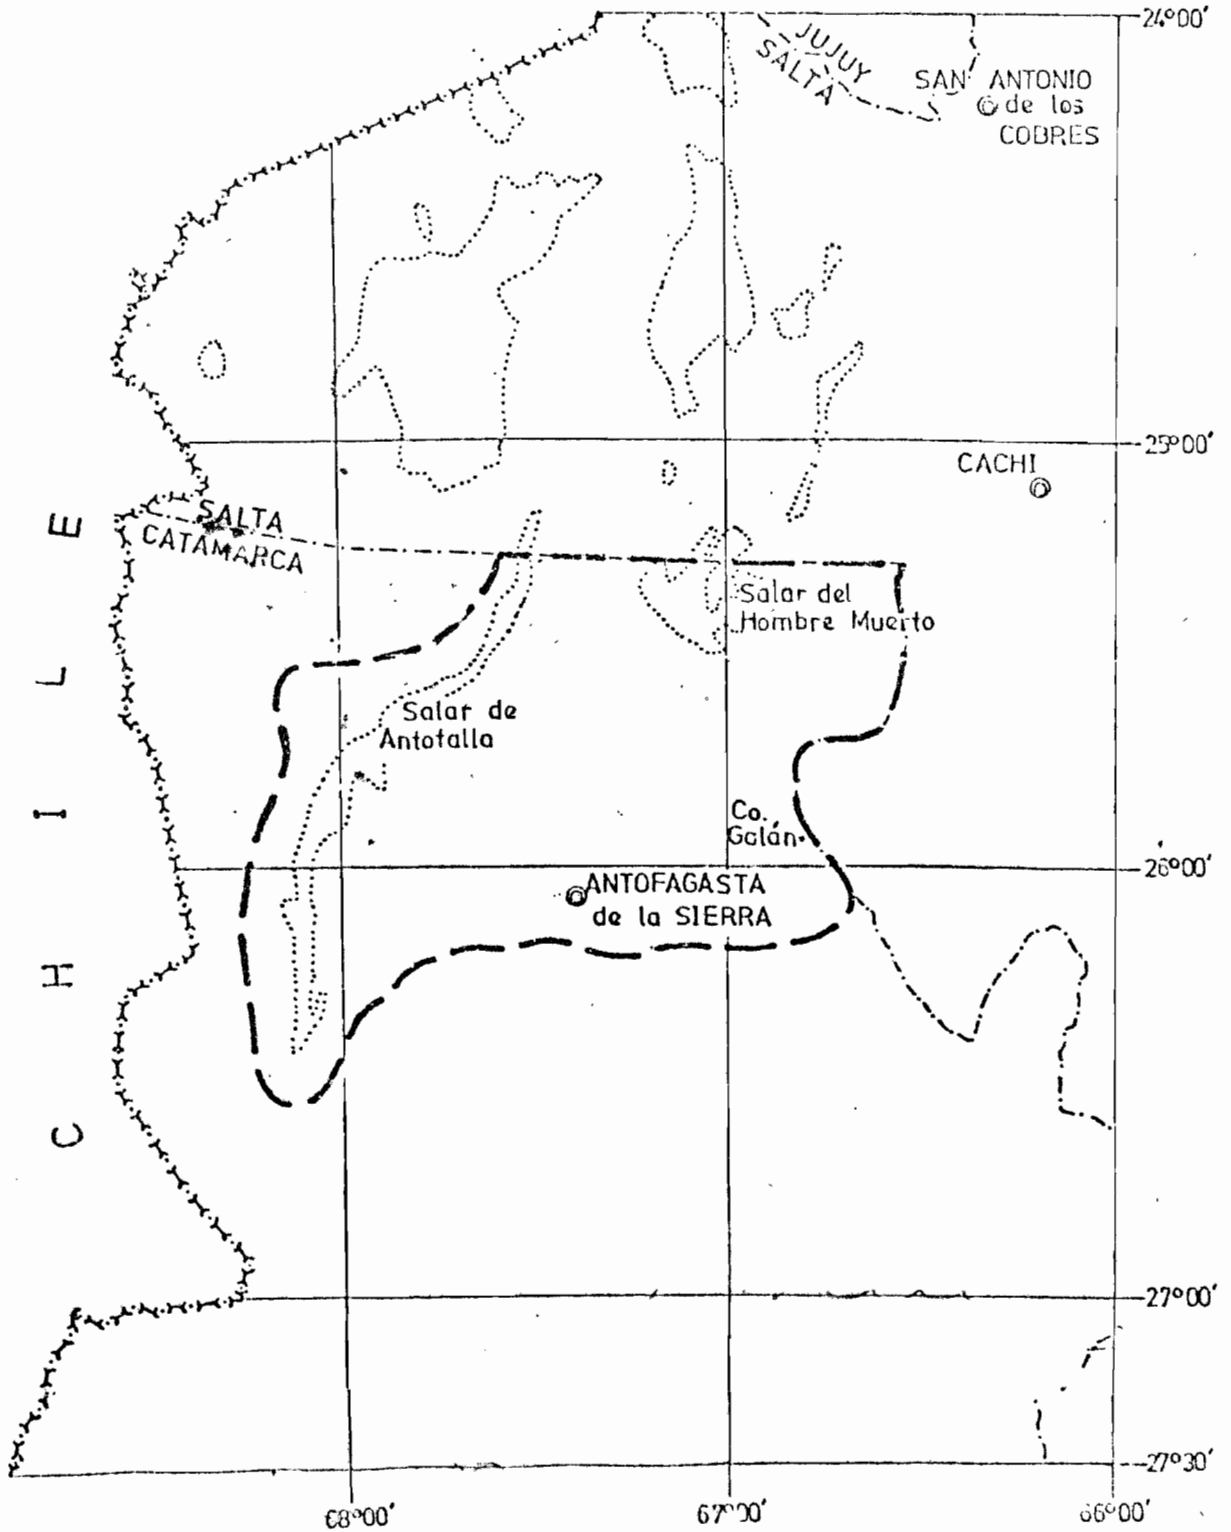 24°00'
JUJUY
SALTA
SAN ANTONIO
de los
COBRES
25°00'
CACHI
SALTA
CATAMARCA
CHILE
Salar del
Hombre Muerto
Salar de
Antofalla
Co.
Galán
26°00'
ANTOFAGASTA
de la SIERRA
27°00'
27°30'
68°00'
67°00'
66°00'